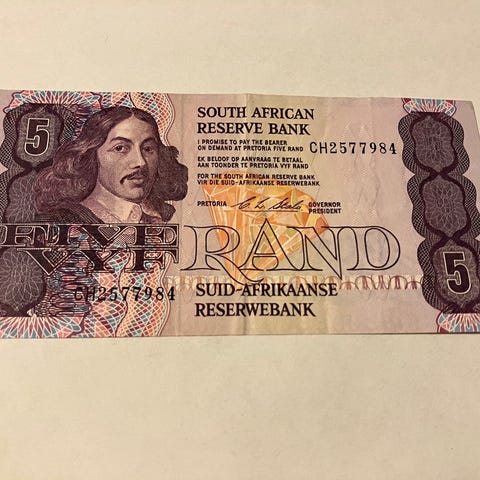 5
SOUTH AFRICAN
RESERVE BANK
I PROMISE TO PAY THE BEARER
ON DEMAND AT PRETORIA FIVE RAND
CH2577984
EK BELOOF OP AANVRAAG TE BETAAL
AAN TOONDER TE PRETORIA VYF RAND
FOR THE SOUTH AFRICAN RESERVE BANK
VIR DIE SUID-AFRIKAANSE RESERWEBANK
PRETORIA
GOVERNOR
PRESIDENT
FIVE
VYF
RAND
5
CH2577984
SUID-AFRIKAANSE
RESERWEBANK